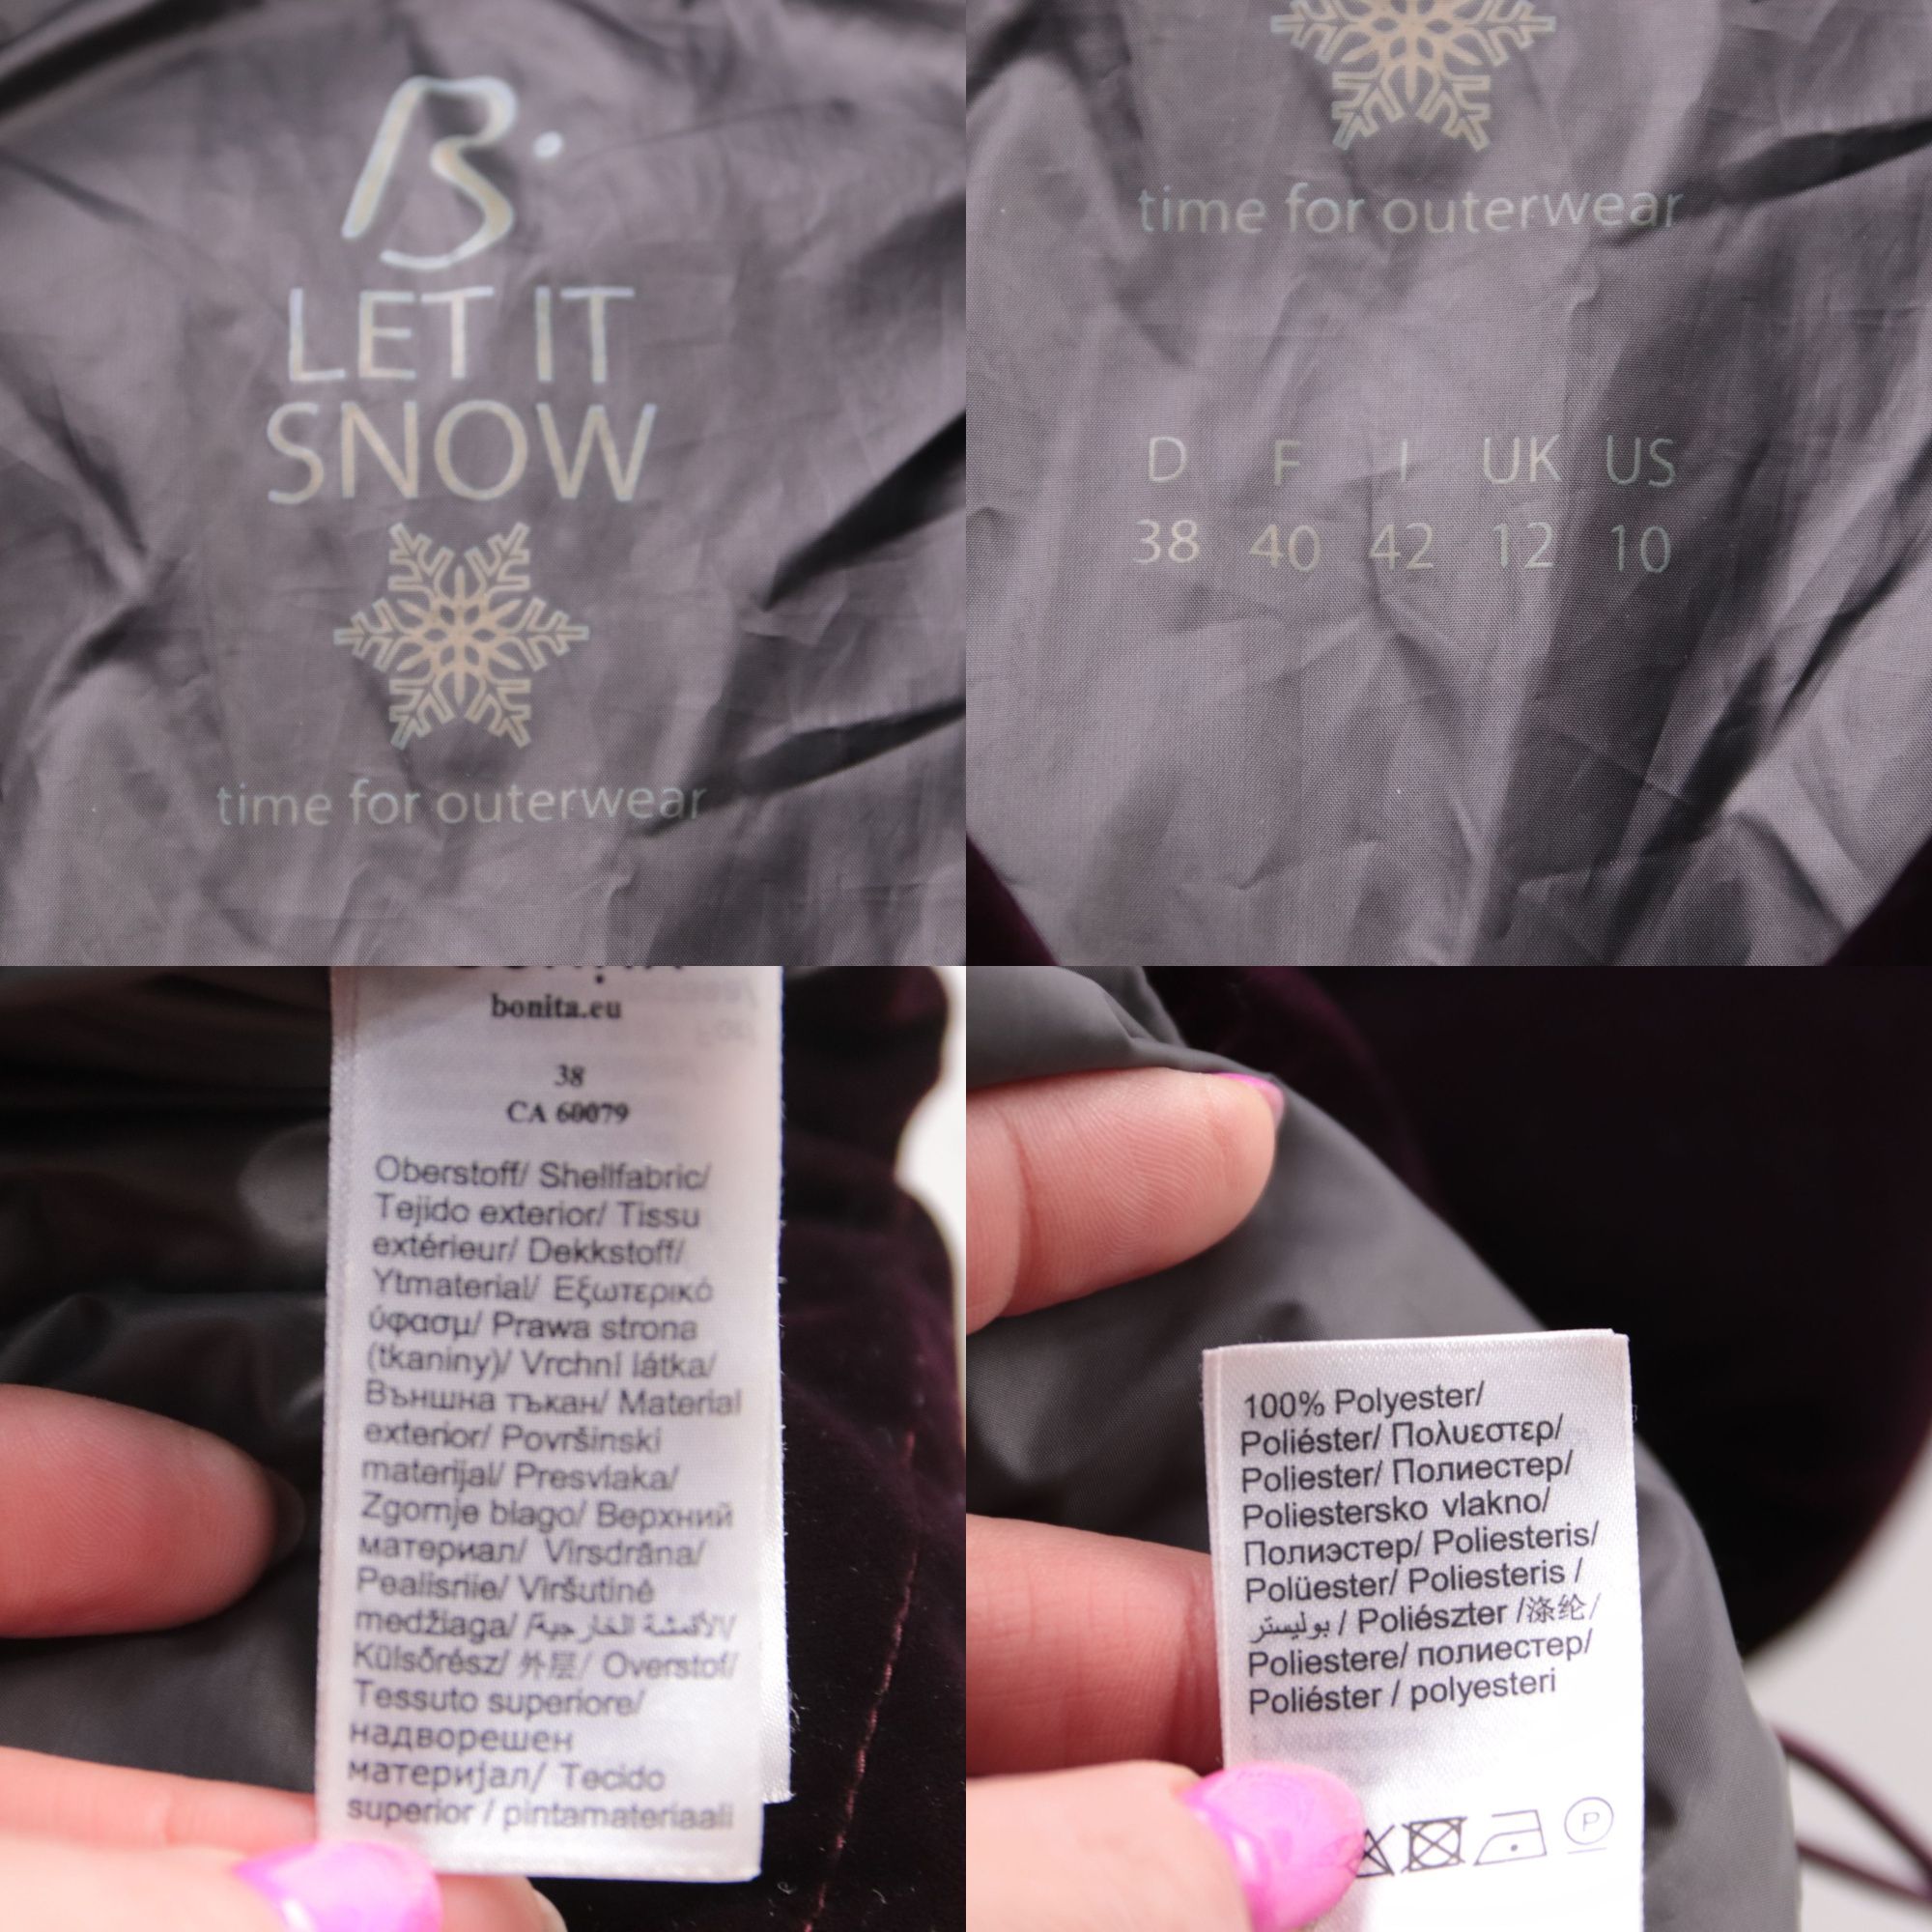 B.
LET IT
SNOW
time for outerwear
time for outerwear
D F I UK US
38 40 42 12 10
bonita.eu
38
CA 60079
Oberstoff/ Shellfabric/
Tejido exterior/ Tissu
extérieur/ Dekkstoff/
Ytmaterial/ Εξωτερικό
ύφασμ/ Prawa strona
(tkaniny)/ Vrchní látka/
Външна тъкан/ Material
exterior/ Površinski
materijal/ Presvlaka/
Zgornje blago/ Верхний
материал/ Virsdrāna/
Pealisriie/ Viršutinė
medžiaga/ الأقمشة الخارجية/
Külsőrész/ 外层/ Overstof/
Tessuto superiore/
надворешен
материјал/ Tecido
superior / pintamateriaali
100% Polyester/
Poliéster/ Πολυεστερ/
Poliester/ Полиестер/
Poliestersko vlakno/
Полиэстер/ Poliesteris/
Polüester/ Poliesteris /
بوليستر / Poliészter /涤纶/
Poliestere/ полиестер/
Poliéster / polyesteri
P